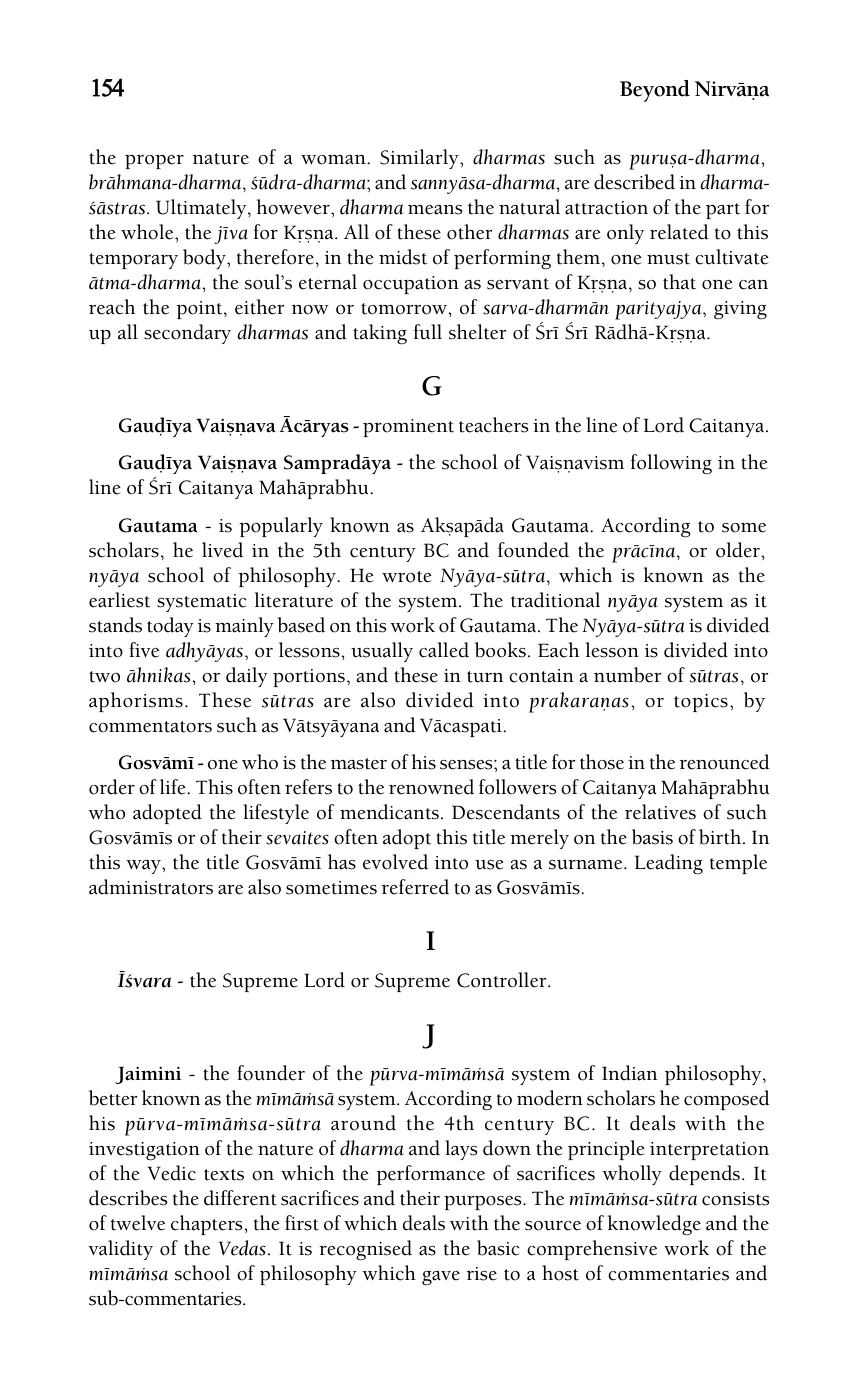 154
Beyond Nirvāṇa
the proper nature of a woman. Similarly, dharmas such as puruṣa-dharma,
brāhmana-dharma, śūdra-dharma; and sannyāsa-dharma, are described in dharma-
śāstras. Ultimately, however, dharma means the natural attraction of the part for
the whole, the jīva for Kṛṣṇa. All of these other dharmas are only related to this
temporary body, therefore, in the midst of performing them, one must cultivate
ātma-dharma, the soul's eternal occupation as servant of Kṛṣṇa, so that one can
reach the point, either now or tomorrow, of sarva-dharmān parityajya, giving
up all secondary dharmas and taking full shelter of Śrī Śrī Rādhā-Kṛṣṇa.
G
Gauḍīya Vaiṣṇava Ācāryas - prominent teachers in the line of Lord Caitanya.
Gauḍīya Vaiṣṇava Sampradāya - the school of Vaiṣṇavism following in the
line of Śrī Caitanya Mahāprabhu.
Gautama - is popularly known as Akṣapāda Gautama. According to some
scholars, he lived in the 5th century BC and founded the prācīna, or older,
nyāya school of philosophy. He wrote Nyāya-sūtra, which is known as the
earliest systematic literature of the system. The traditional nyāya system as it
stands today is mainly based on this work of Gautama. The Nyāya-sūtra is divided
into five adhyāyas, or lessons, usually called books. Each lesson is divided into
two āhnikas, or daily portions, and these in turn contain a number of sūtras, or
aphorisms. These sūtras are also divided into prakaraṇas, or topics, by
commentators such as Vātsyāyana and Vācaspati.
Gosvāmī - one who is the master of his senses; a title for those in the renounced
order of life. This often refers to the renowned followers of Caitanya Mahāprabhu
who adopted the lifestyle of mendicants. Descendants of the relatives of such
Gosvāmīs or of their sevaites often adopt this title merely on the basis of birth. In
this way, the title Gosvāmī has evolved into use as a surname. Leading temple
administrators are also sometimes referred to as Gosvāmīs.
I
Īśvara - the Supreme Lord or Supreme Controller.
J
Jaimini - the founder of the pūrva-mīmāṁsā system of Indian philosophy,
better known as the mīmāṁsā system. According to modern scholars he composed
his pūrva-mīmāṁsa-sūtra around the 4th century BC. It deals with the
investigation of the nature of dharma and lays down the principle interpretation
of the Vedic texts on which the performance of sacrifices wholly depends. It
describes the different sacrifices and their purposes. The mīmāṁsa-sūtra consists
of twelve chapters, the first of which deals with the source of knowledge and the
validity of the Vedas. It is recognised as the basic comprehensive work of the
mīmāṁsa school of philosophy which gave rise to a host of commentaries and
sub-commentaries.